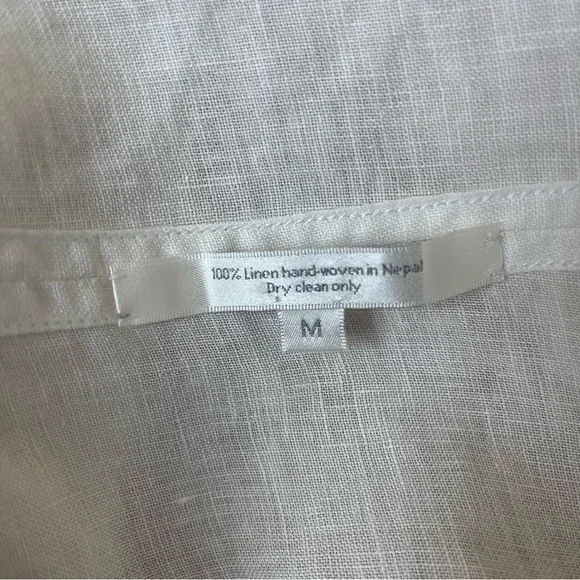 100% Linen hand-woven in Nepal
Dry clean only
M